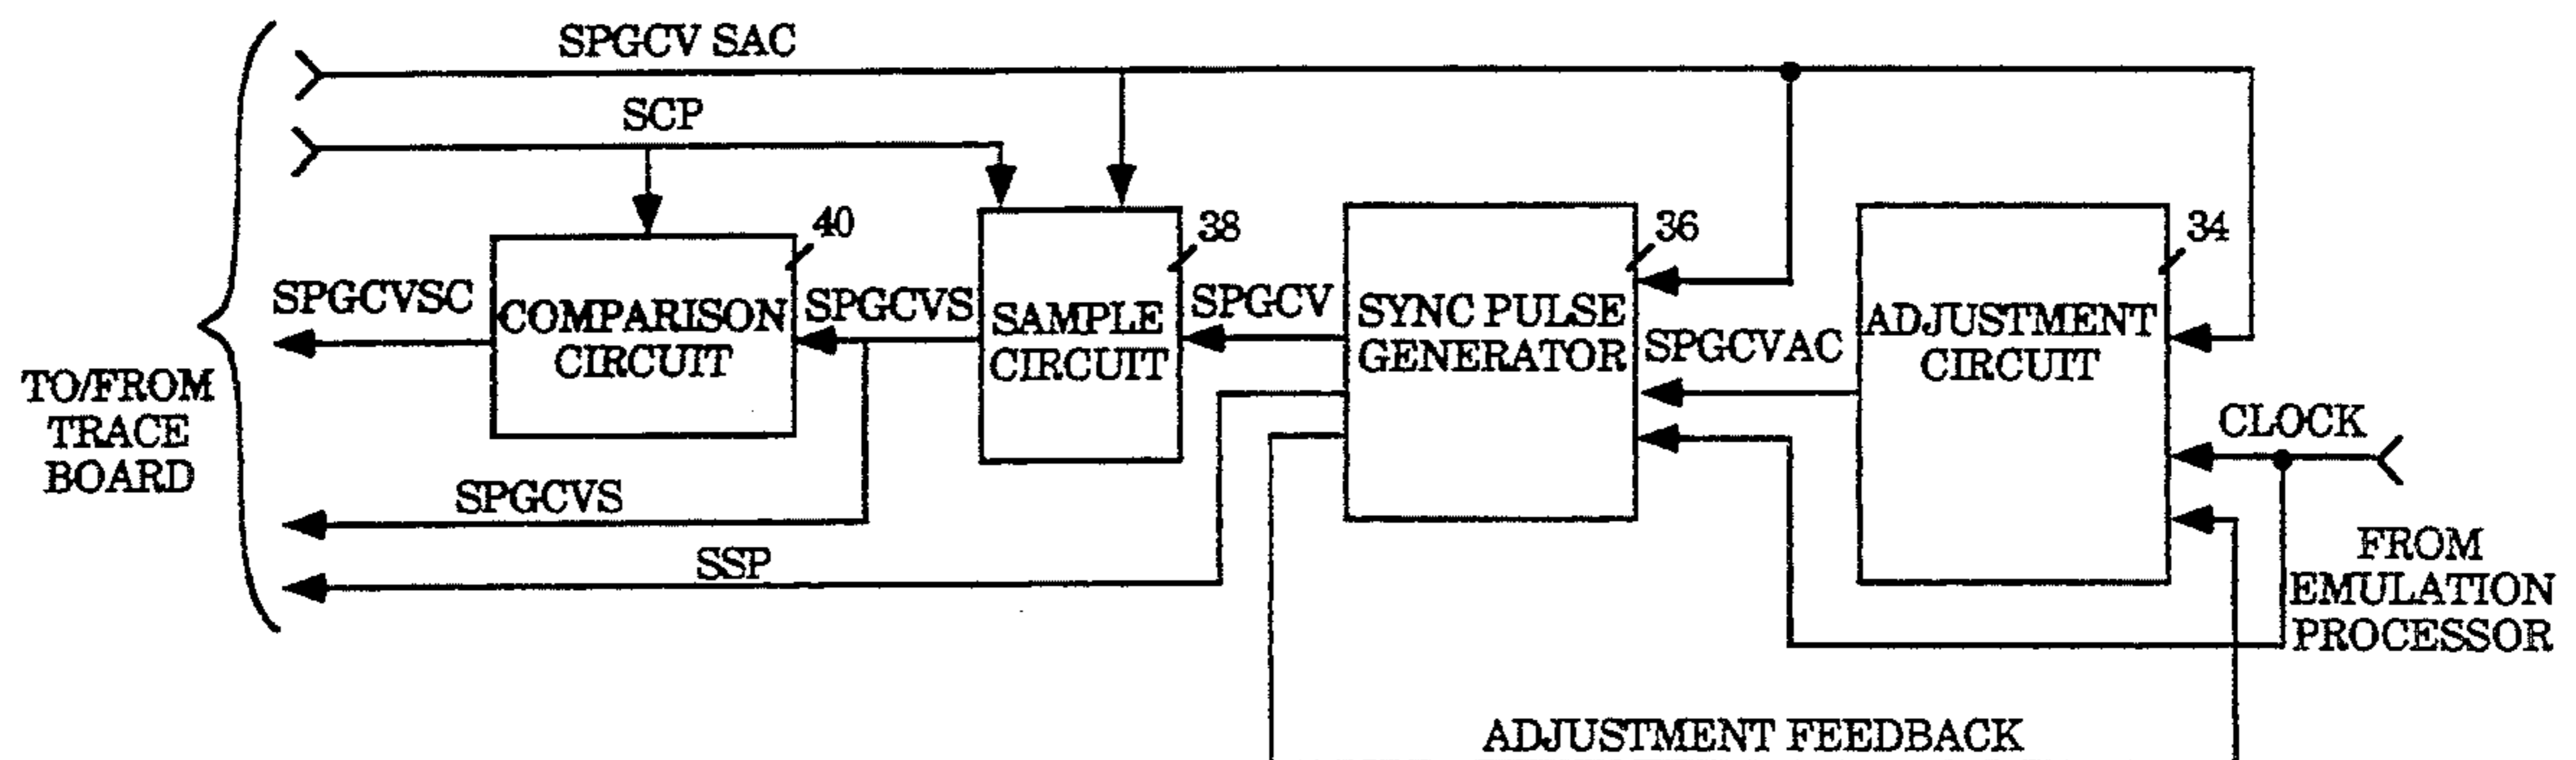 SPGCV SAC
SCP
40
38
36
34
SPGCVSC
COMPARISON
CIRCUIT
SPGCVS
SAMPLE
CIRCUIT
SPGCV
SYNC PULSE
GENERATOR
SPGCVAC
ADJUSTMENT
CIRCUIT
TO/FROM
TRACE
BOARD
CLOCK
SPGCVS
SSP
FROM
EMULATION
PROCESSOR
ADJUSTMENT FEEDBACK